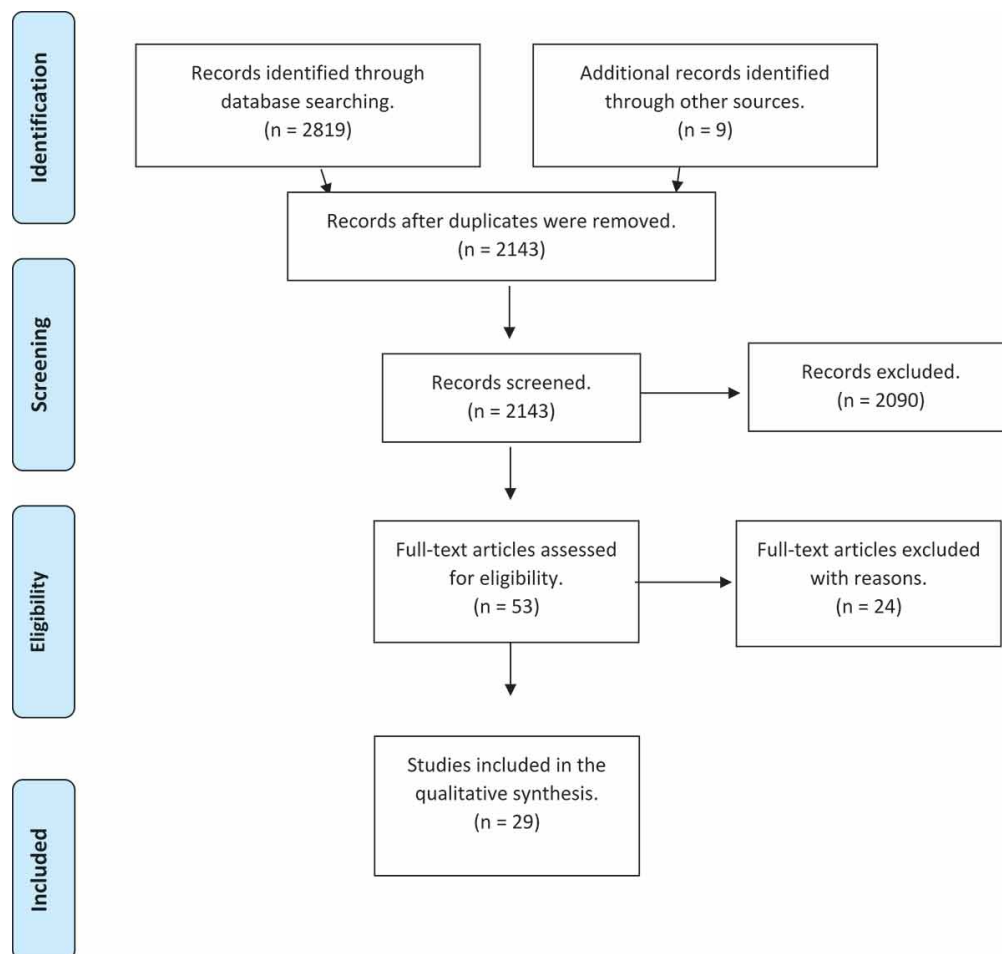 Identification
Records identified through
database searching.
(n = 2819)
Additional records identified
through other sources.
(n = 9)
Records after duplicates were removed.
(n = 2143)
Screening
Records screened.
(n = 2143)
Records excluded.
(n = 2090)
Eligibility
Full-text articles assessed
for eligibility.
(n = 53)
Full-text articles excluded
with reasons.
(n = 24)
Included
Studies included in the
qualitative synthesis.
(n = 29)